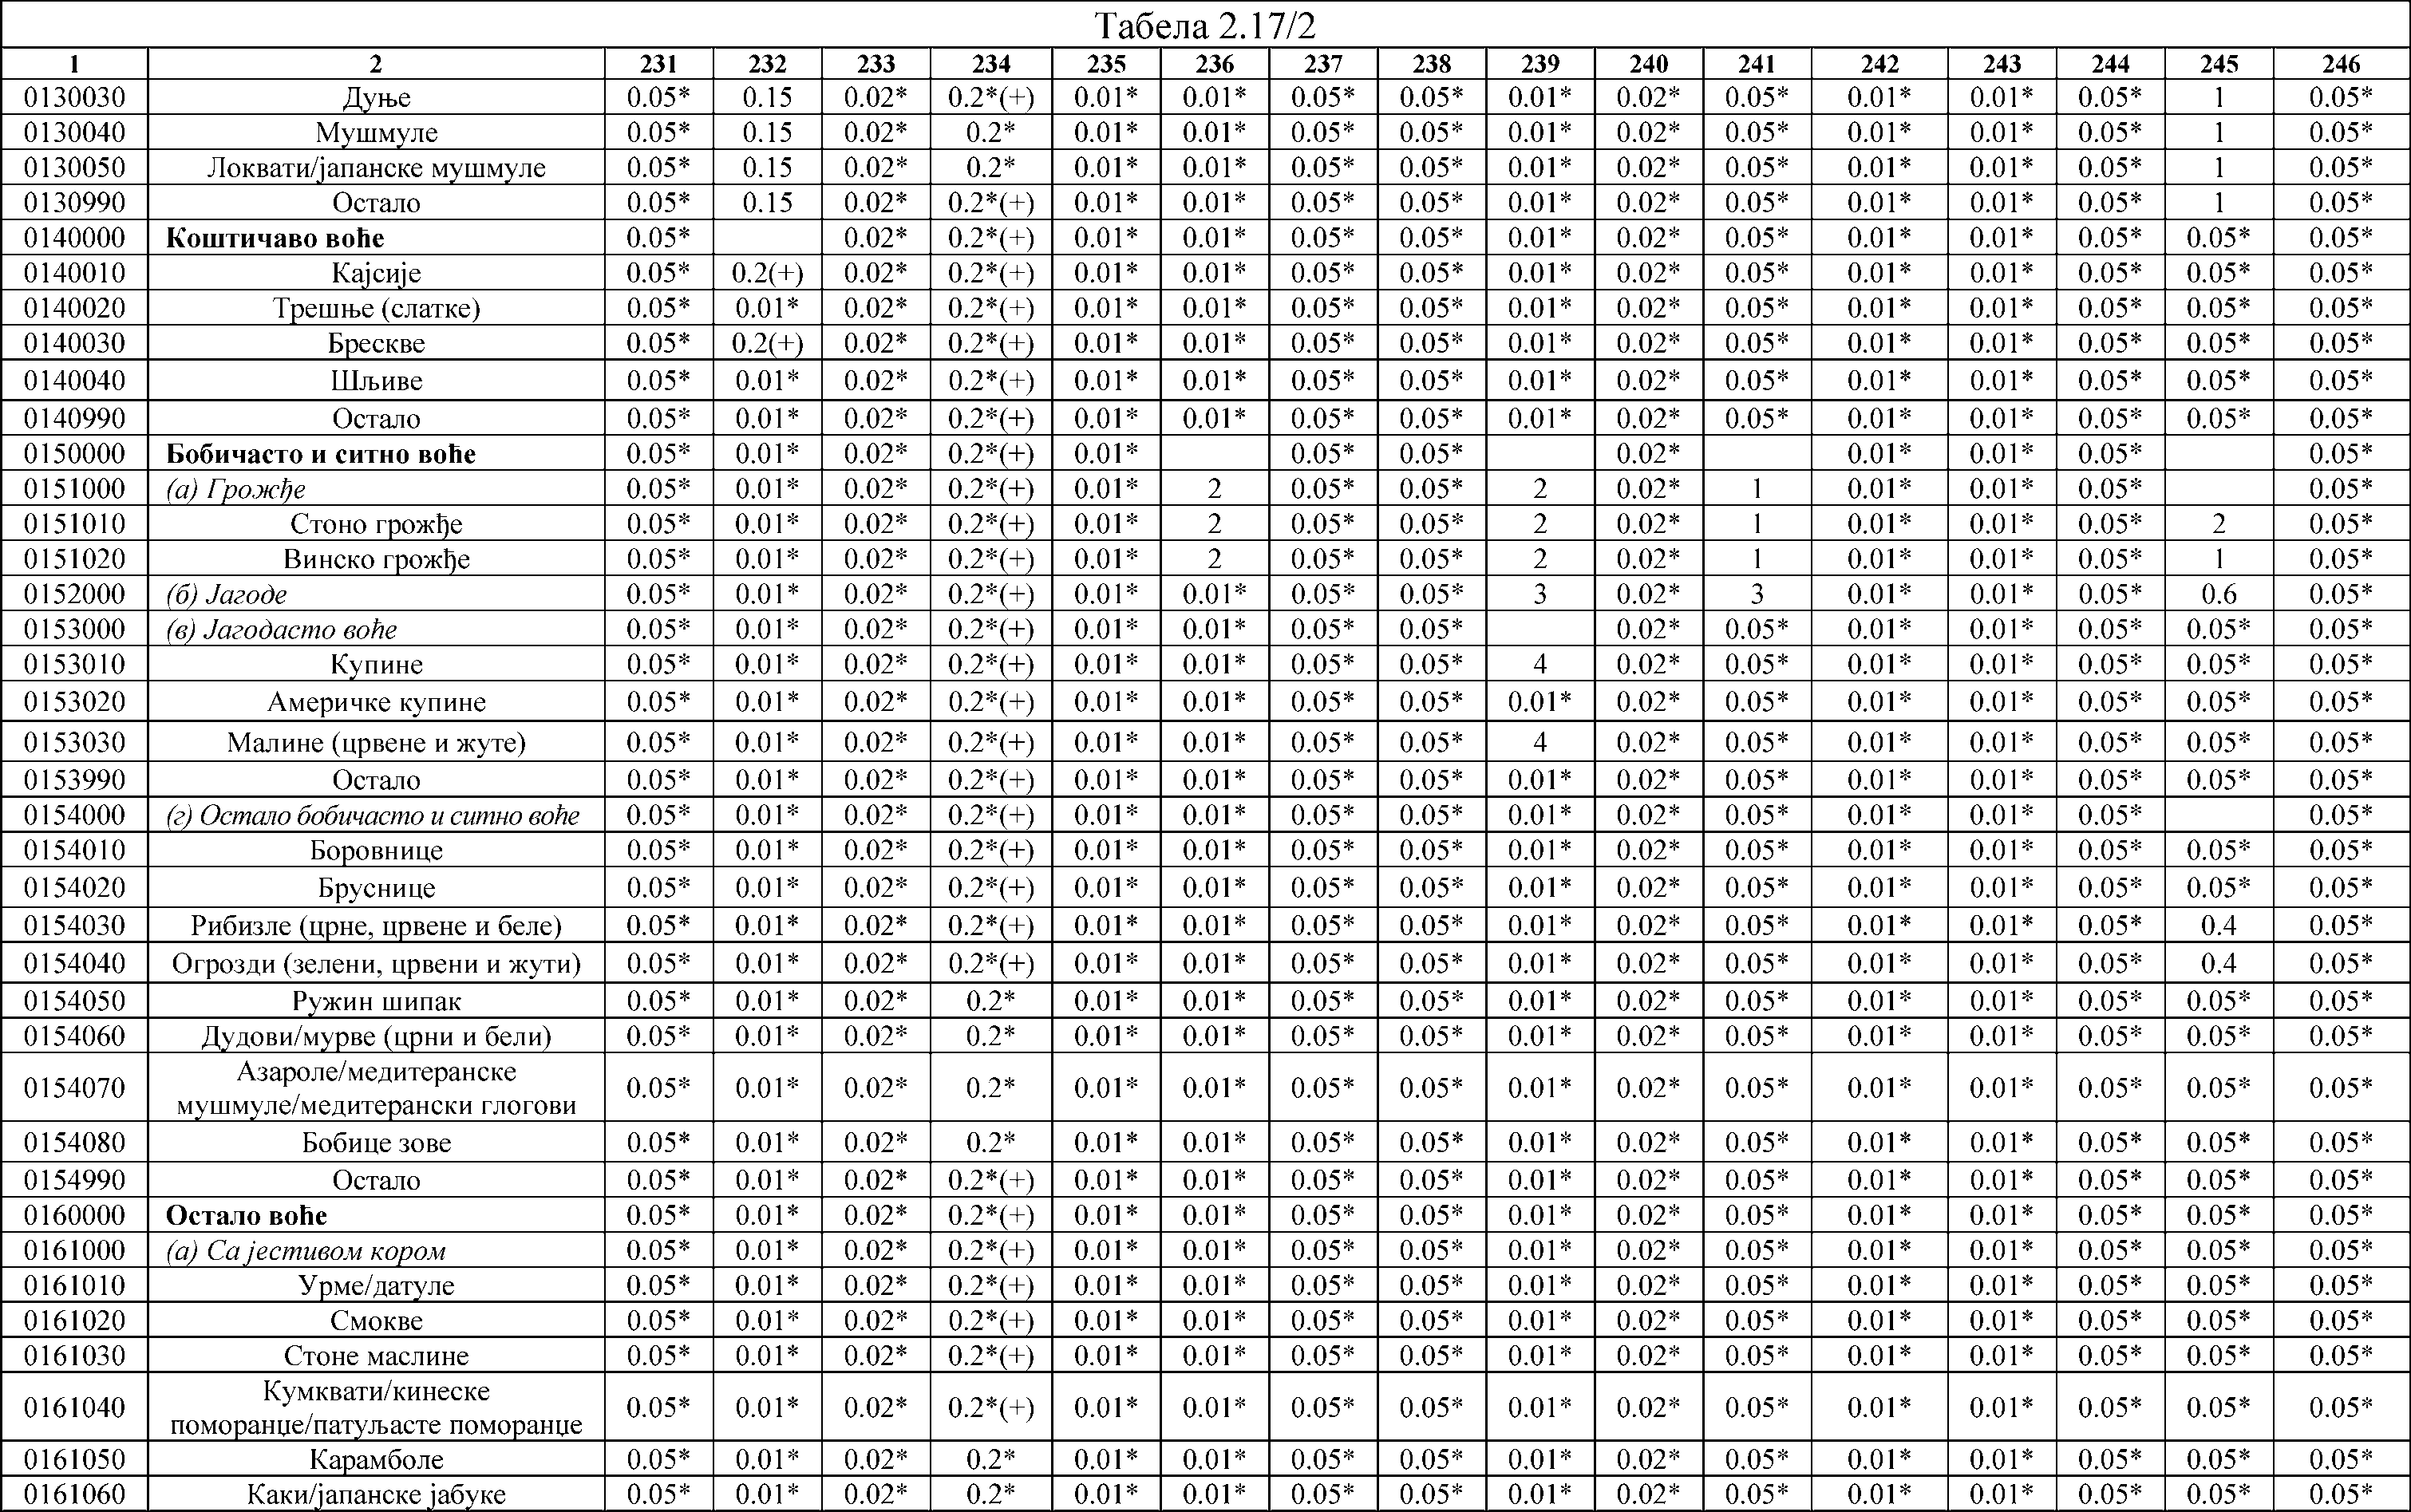 Табела 2.17/2
1 2 231 232 233 234 235 236 237 238 239 240 241 242 243 244 245 246
0130030 Дуње 0.05* 0.15 0.02* 0.2*(+) 0.01* 0.01* 0.05* 0.05* 0.01* 0.02* 0.05* 0.01* 0.01* 0.05* 1 0.05*
0130040 Мушмуле 0.05* 0.15 0.02* 0.2* 0.01* 0.01* 0.05* 0.05* 0.01* 0.02* 0.05* 0.01* 0.01* 0.05* 1 0.05*
0130050 Локвати/јапанске мушмуле 0.05* 0.15 0.02* 0.2* 0.01* 0.01* 0.05* 0.05* 0.01* 0.02* 0.05* 0.01* 0.01* 0.05* 1 0.05*
0130990 Остало 0.05* 0.15 0.02* 0.2*(+) 0.01* 0.01* 0.05* 0.05* 0.01* 0.02* 0.05* 0.01* 0.01* 0.05* 1 0.05*
0140000 Коштичаво воће 0.05* 0.02* 0.2*(+) 0.01* 0.01* 0.05* 0.05* 0.01* 0.02* 0.05* 0.01* 0.01* 0.05* 0.05* 0.05*
0140010 Кајсије 0.05* 0.2(+) 0.02* 0.2*(+) 0.01* 0.01* 0.05* 0.05* 0.01* 0.02* 0.05* 0.01* 0.01* 0.05* 0.05* 0.05*
0140020 Трешње (слатке) 0.05* 0.01* 0.02* 0.2*(+) 0.01* 0.01* 0.05* 0.05* 0.01* 0.02* 0.05* 0.01* 0.01* 0.05* 0.05* 0.05*
0140030 Брескве 0.05* 0.2(+) 0.02* 0.2*(+) 0.01* 0.01* 0.05* 0.05* 0.01* 0.02* 0.05* 0.01* 0.01* 0.05* 0.05* 0.05*
0140040 Шљиве 0.05* 0.01* 0.02* 0.2*(+) 0.01* 0.01* 0.05* 0.05* 0.01* 0.02* 0.05* 0.01* 0.01* 0.05* 0.05* 0.05*
0140990 Остало 0.05* 0.01* 0.02* 0.2*(+) 0.01* 0.01* 0.05* 0.05* 0.01* 0.02* 0.05* 0.01* 0.01* 0.05* 0.05* 0.05*
0150000 Бобичасто и ситно воће 0.05* 0.01* 0.02* 0.2*(+) 0.01* 0.05* 0.05* 0.02* 0.01* 0.01* 0.05* 0.05*
0151000 (а) Грожђе 0.05* 0.01* 0.02* 0.2*(+) 0.01* 2 0.05* 0.05* 2 0.02* 1 0.01* 0.01* 0.05* 0.05*
0151010 Стоно грожђе 0.05* 0.01* 0.02* 0.2*(+) 0.01* 2 0.05* 0.05* 2 0.02* 1 0.01* 0.01* 0.05* 2 0.05*
0151020 Винско грожђе 0.05* 0.01* 0.02* 0.2*(+) 0.01* 2 0.05* 0.05* 2 0.02* 1 0.01* 0.01* 0.05* 1 0.05*
0152000 (б) Јагоде 0.05* 0.01* 0.02* 0.2*(+) 0.01* 0.01* 0.05* 0.05* 3 0.02* 3 0.01* 0.01* 0.05* 0.6 0.05*
0153000 (в) Јагодасто воће 0.05* 0.01* 0.02* 0.2*(+) 0.01* 0.01* 0.05* 0.05* 0.02* 0.05* 0.01* 0.01* 0.05* 0.05* 0.05*
0153010 Купине 0.05* 0.01* 0.02* 0.2*(+) 0.01* 0.01* 0.05* 0.05* 4 0.02* 0.05* 0.01* 0.01* 0.05* 0.05* 0.05*
0153020 Америчке купине 0.05* 0.01* 0.02* 0.2*(+) 0.01* 0.01* 0.05* 0.05* 0.01* 0.02* 0.05* 0.01* 0.01* 0.05* 0.05* 0.05*
0153030 Малине (црвене и жуте) 0.05* 0.01* 0.02* 0.2*(+) 0.01* 0.01* 0.05* 0.05* 4 0.02* 0.05* 0.01* 0.01* 0.05* 0.05* 0.05*
0153990 Остало 0.05* 0.01* 0.02* 0.2*(+) 0.01* 0.01* 0.05* 0.05* 0.01* 0.02* 0.05* 0.01* 0.01* 0.05* 0.05* 0.05*
0154000 (г) Остало бобичасто и ситно воће 0.05* 0.01* 0.02* 0.2*(+) 0.01* 0.01* 0.05* 0.05* 0.01* 0.02* 0.05* 0.01* 0.01* 0.05* 0.05*
0154010 Боровнице 0.05* 0.01* 0.02* 0.2*(+) 0.01* 0.01* 0.05* 0.05* 0.01* 0.02* 0.05* 0.01* 0.01* 0.05* 0.05* 0.05*
0154020 Бруснице 0.05* 0.01* 0.02* 0.2*(+) 0.01* 0.01* 0.05* 0.05* 0.01* 0.02* 0.05* 0.01* 0.01* 0.05* 0.05* 0.05*
0154030 Рибизле (црне, црвене и беле) 0.05* 0.01* 0.02* 0.2*(+) 0.01* 0.01* 0.05* 0.05* 0.01* 0.02* 0.05* 0.01* 0.01* 0.05* 0.4 0.05*
0154040 Огрозди (зелени, црвени и жути) 0.05* 0.01* 0.02* 0.2*(+) 0.01* 0.01* 0.05* 0.05* 0.01* 0.02* 0.05* 0.01* 0.01* 0.05* 0.4 0.05*
0154050 Ружин шипак 0.05* 0.01* 0.02* 0.2* 0.01* 0.01* 0.05* 0.05* 0.01* 0.02* 0.05* 0.01* 0.01* 0.05* 0.05* 0.05*
0154060 Дудови/мурве (црни и бели) 0.05* 0.01* 0.02* 0.2* 0.01* 0.01* 0.05* 0.05* 0.01* 0.02* 0.05* 0.01* 0.01* 0.05* 0.05* 0.05*
Азароле/медитеранске
0154070 мушмуле/медитерански глогови 0.05* 0.01* 0.02* 0.2* 0.01* 0.01* 0.05* 0.05* 0.01* 0.02* 0.05* 0.01* 0.01* 0.05* 0.05* 0.05*
0154080 Бобице зове 0.05* 0.01* 0.02* 0.2* 0.01* 0.01* 0.05* 0.05* 0.01* 0.02* 0.05* 0.01* 0.01* 0.05* 0.05* 0.05*
0154990 Остало 0.05* 0.01* 0.02* 0.2*(+) 0.01* 0.01* 0.05* 0.05* 0.01* 0.02* 0.05* 0.01* 0.01* 0.05* 0.05* 0.05*
0160000 Остало воће 0.05* 0.01* 0.02* 0.2*(+) 0.01* 0.01* 0.05* 0.05* 0.01* 0.02* 0.05* 0.01* 0.01* 0.05* 0.05* 0.05*
0161000 (а) Са јестивом кором 0.05* 0.01* 0.02* 0.2*(+) 0.01* 0.01* 0.05* 0.05* 0.01* 0.02* 0.05* 0.01* 0.01* 0.05* 0.05* 0.05*
0161010 Урме/датуле 0.05* 0.01* 0.02* 0.2*(+) 0.01* 0.01* 0.05* 0.05* 0.01* 0.02* 0.05* 0.01* 0.01* 0.05* 0.05* 0.05*
0161020 Смокве 0.05* 0.01* 0.02* 0.2*(+) 0.01* 0.01* 0.05* 0.05* 0.01* 0.02* 0.05* 0.01* 0.01* 0.05* 0.05* 0.05*
0161030 Стоне маслине 0.05* 0.01* 0.02* 0.2*(+) 0.01* 0.01* 0.05* 0.05* 0.01* 0.02* 0.05* 0.01* 0.01* 0.05* 0.05* 0.05*
Кумквати/кинеске
0161040 поморанџе/патуљасте поморанџе 0.05* 0.01* 0.02* 0.2*(+) 0.01* 0.01* 0.05* 0.05* 0.01* 0.02* 0.05* 0.01* 0.01* 0.05* 0.05* 0.05*
0161050 Карамболе 0.05* 0.01* 0.02* 0.2* 0.01* 0.01* 0.05* 0.05* 0.01* 0.02* 0.05* 0.01* 0.01* 0.05* 0.05* 0.05*
0161060 Каки/јапанске јабуке 0.05* 0.01* 0.02* 0.2* 0.01* 0.01* 0.05* 0.05* 0.01* 0.02* 0.05* 0.01* 0.01* 0.05* 0.05* 0.05*